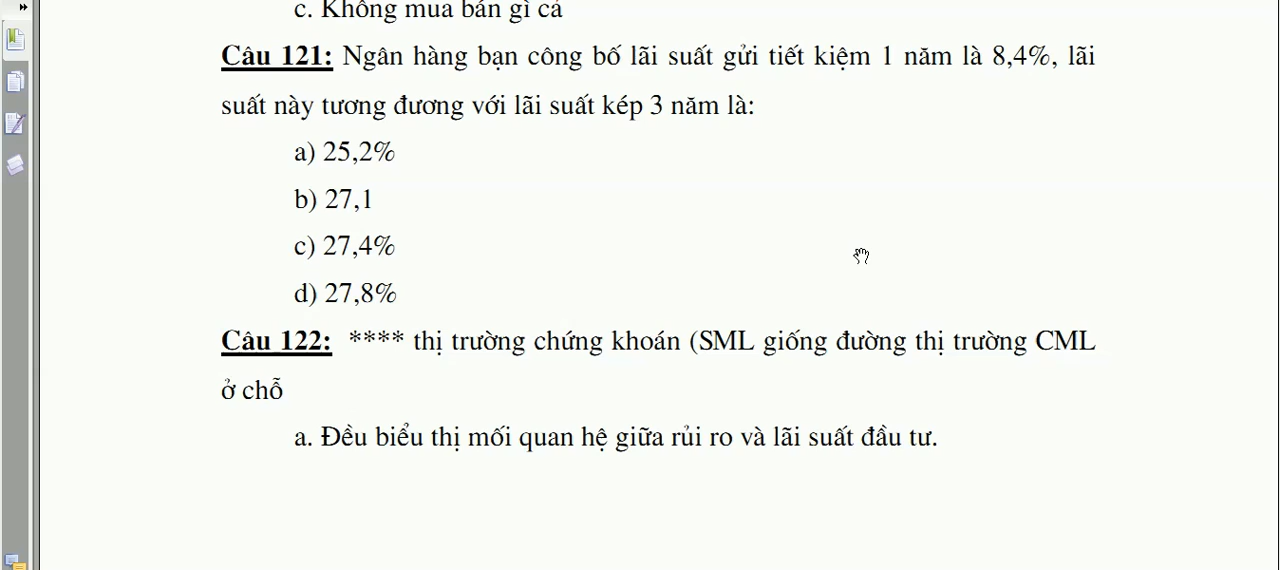 c. Không mua bán gì cả
Câu 121: Ngân hàng bạn công bố lãi suất gửi tiết kiệm 1 năm là 8,4%, lãi
suất này tương đương với lãi suất kép 3 năm là:
a) 25,2%
b) 27,1
c) 27,4%
d) 27,8%
Câu 122: **** thị trường chứng khoán (SML giống đường thị trường CML
ở chỗ
a. Đều biểu thị mối quan hệ giữa rủi ro và lãi suất đầu tư.